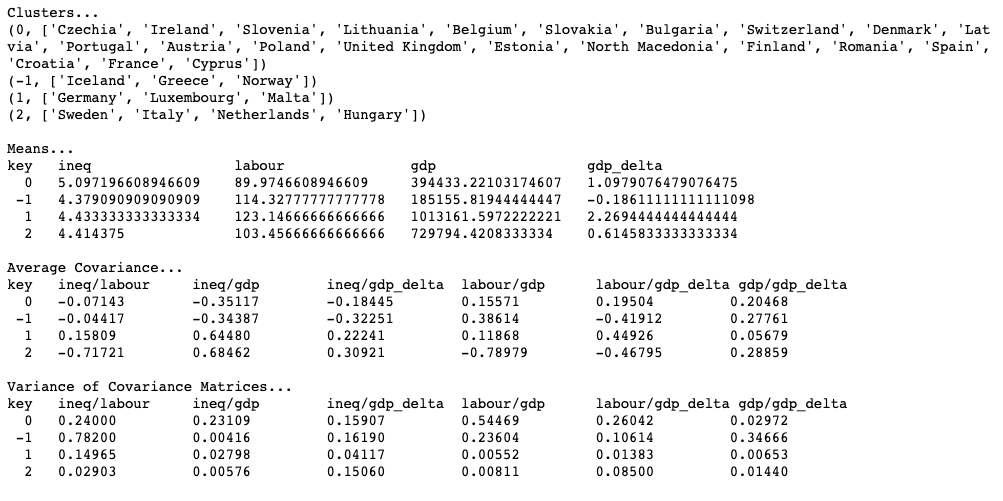 Clusters...
(0, ['Czechia', 'Ireland', 'Slovenia', 'Lithuania', 'Belgium', 'Slovakia', 'Bulgaria', 'Switzerland', 'Denmark', 'Lat
via', 'Portugal', 'Austria', 'Poland', 'United Kingdom', 'Estonia', 'North Macedonia', 'Finland', 'Romania', 'Spain',
'Croatia', 'France', 'Cyprus'])
(-1, ['Iceland', 'Greece', 'Norway'])
(1, ['Germany', 'Luxembourg', 'Malta'])
(2, ['Sweden', 'Italy', 'Netherlands', 'Hungary'])

Means...
key ineq labour gdp gdp_delta
0 5.097196608946609 89.9746608946609 394433.22103174607 1.0979076479076475
-1 4.379090909090909 114.32777777777778 185155.81944444447 -0.18611111111111098
1 4.433333333333334 123.14666666666666 1013161.5972222221 2.2694444444444444
2 4.414375 103.45666666666666 729794.4208333334 0.6145833333333334

Average Covariance...
key ineq/labour ineq/gdp ineq/gdp_delta labour/gdp labour/gdp_delta gdp/gdp_delta
0 -0.07143 -0.35117 -0.18445 0.15571 0.19504 0.20468
-1 -0.04417 -0.34387 -0.32251 0.38614 -0.41912 0.27761
1 0.15809 0.64480 0.22241 0.11868 0.44926 0.05679
2 -0.71721 0.68462 0.30921 -0.78979 -0.46795 0.28859

Variance of Covariance Matrices...
key ineq/labour ineq/gdp ineq/gdp_delta labour/gdp labour/gdp_delta gdp/gdp_delta
0 0.24000 0.23109 0.15907 0.54469 0.26042 0.02972
-1 0.78200 0.00416 0.16190 0.23604 0.10614 0.34666
1 0.14965 0.02798 0.04117 0.00552 0.01383 0.00653
2 0.02903 0.00576 0.15060 0.00811 0.08500 0.01440